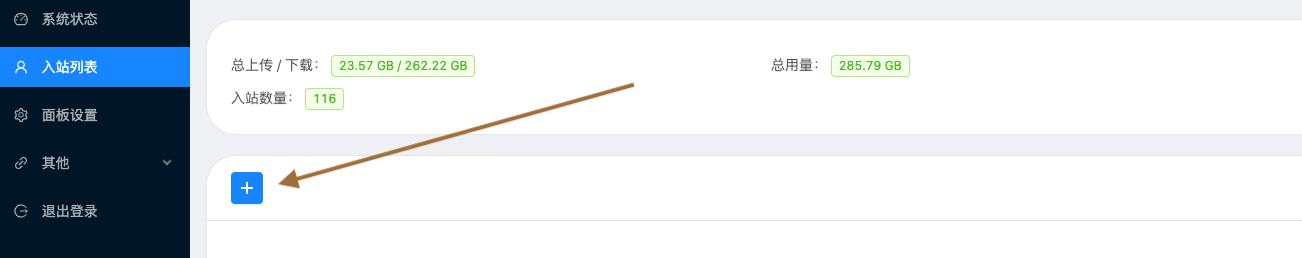 系统状态
入站列表
面板设置
其他
退出登录
总上传 / 下载： 23.57 GB / 262.22 GB
总用量： 285.79 GB
入站数量： 116